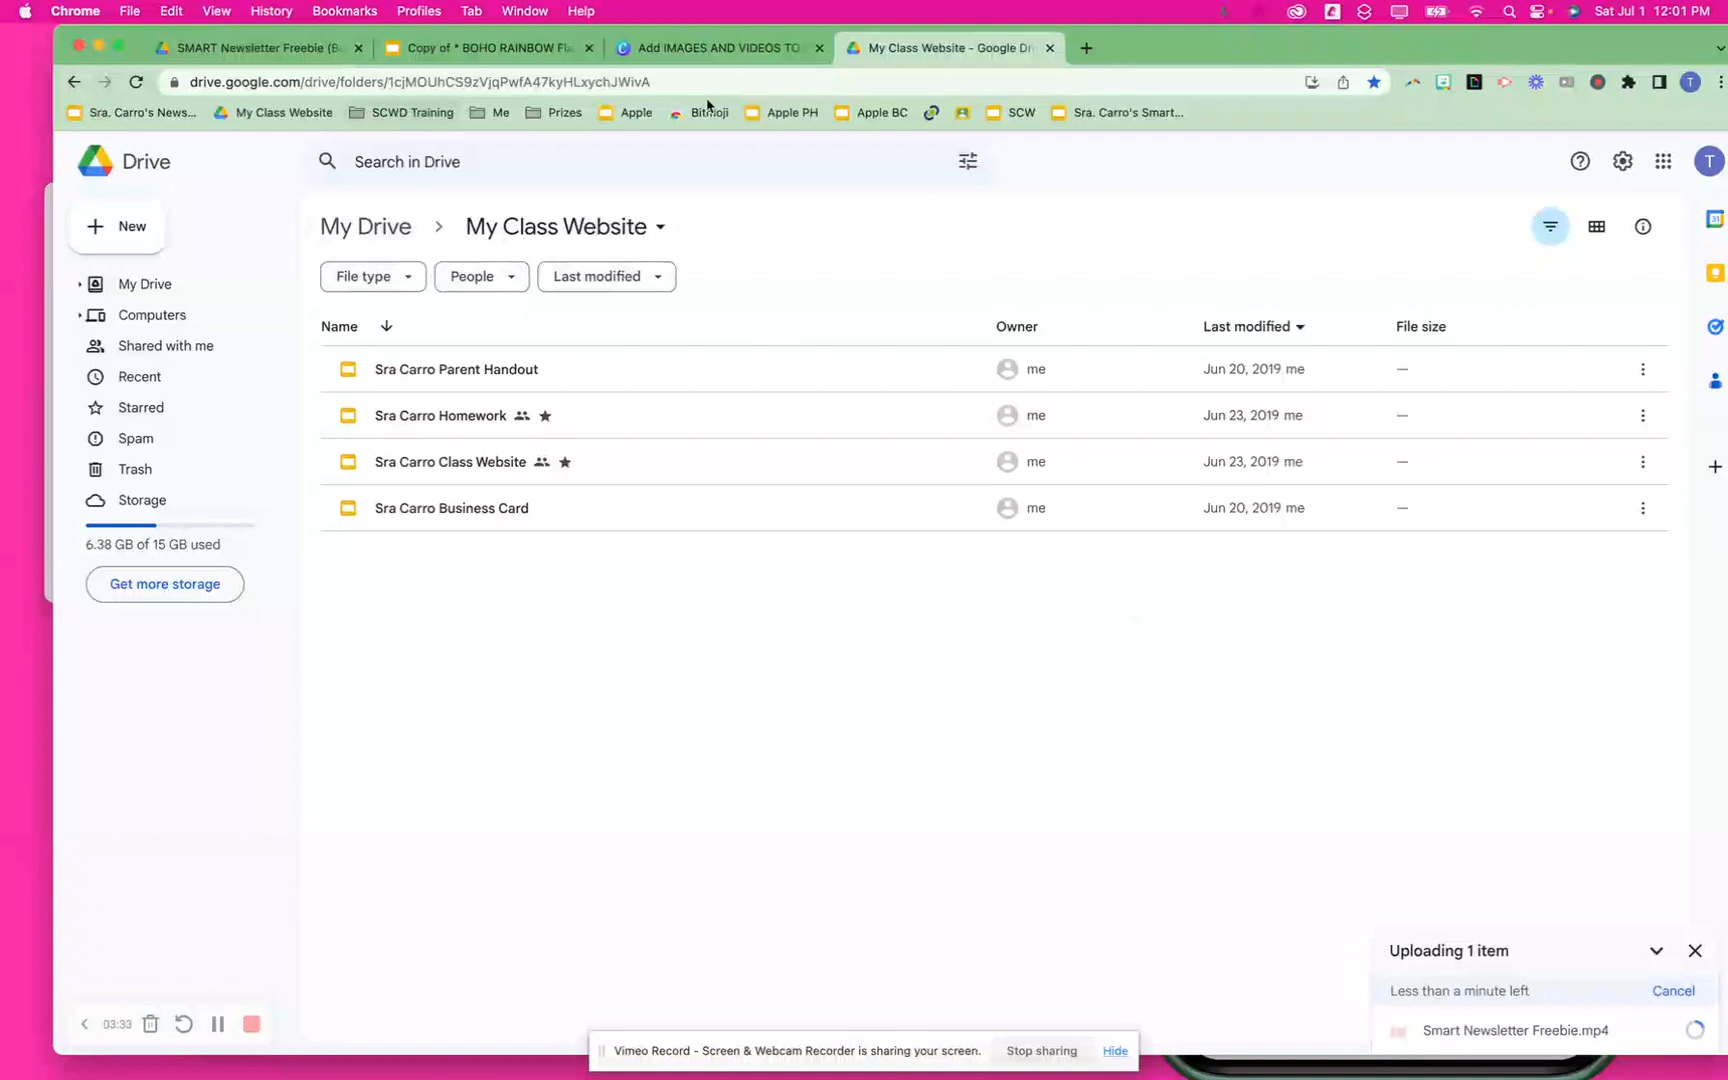 Chrome File Edit View History Bookmarks Profiles Tab Window Help Sat Jul 1 12:01 PM
SMART Newsletter Freebie (Bu Copy of * BOHO RAINBOW Fla Add IMAGES AND VIDEOS TO My Class Website - Google Dri
drive.google.com/drive/folders/1cjMOUhCS9zVjqPwfA47kyHLxychJWivA T
Sra. Carro's News... My Class Website SCWD Training Me Prizes Apple Bitmoji Apple PH Apple BC SCW Sra. Carro's Smart...
Drive Search in Drive T
New My Drive > My Class Website
File type People Last modified
My Drive
Computers
Shared with me
Recent
Starred
Spam
Trash
Storage
6.38 GB of 15 GB used
Get more storage
Name Owner Last modified File size
Sra Carro Parent Handout me Jun 20, 2019 me —
Sra Carro Homework me Jun 23, 2019 me —
Sra Carro Class Website me Jun 23, 2019 me —
Sra Carro Business Card me Jun 20, 2019 me —
31
Uploading 1 item
Less than a minute left Cancel
Smart Newsletter Freebie.mp4
03:33
Vimeo Record - Screen & Webcam Recorder is sharing your screen. Stop sharing Hide